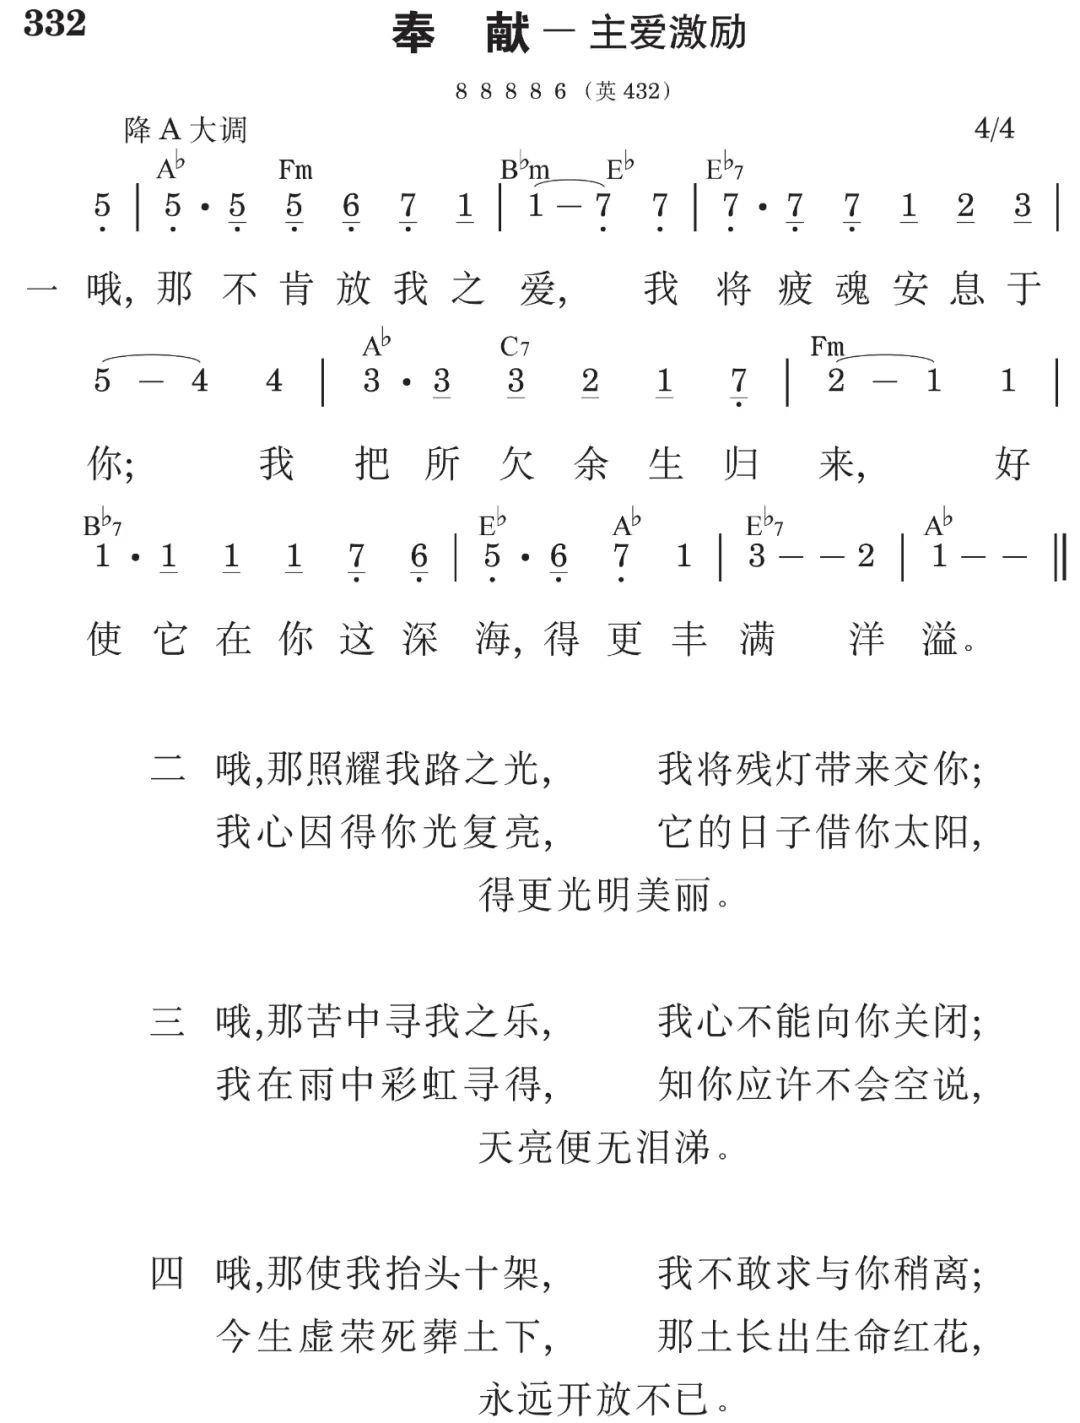 332 奉 献 — 主爱激励
8 8 8 8 6 (英 432)
降 A 大调 4/4
A♭ Fm B♭m E♭ E♭7
5̣ | 5̣ · 5̣ 5̣ 6̣ 7̣ 1 | 1 – 7̣ 7̣ | 7̣ · 7̣ 7̣ 1 2 3 |
一 哦, 那 不 肯 放 我 之 爱, 我 将 疲 魂 安 息 于
A♭ C7 Fm
5 – 4 4 | 3 · 3 3 2 1 7̣ | 2 – 1 1 |
你; 我 把 所 欠 余 生 归 来, 好
B♭7 E♭ A♭ E♭7 A♭
1 · 1 1 1 7̣ 6̣ | 5̣ · 6̣ 7̣ 1 | 3 – – 2 | 1 – – ‖
使 它 在 你 这 深 海, 得 更 丰 满 洋 溢。
二 哦,那照耀我路之光, 我将残灯带来交你;
我心因得你光复亮, 它的日子借你太阳,
得更光明美丽。
三 哦,那苦中寻我之乐, 我心不能向你关闭;
我在雨中彩虹寻得, 知你应许不会空说,
天亮便无泪涕。
四 哦,那使我抬头十架, 我不敢求与你稍离;
今生虚荣死葬土下, 那土长出生命红花,
永远开放不已。